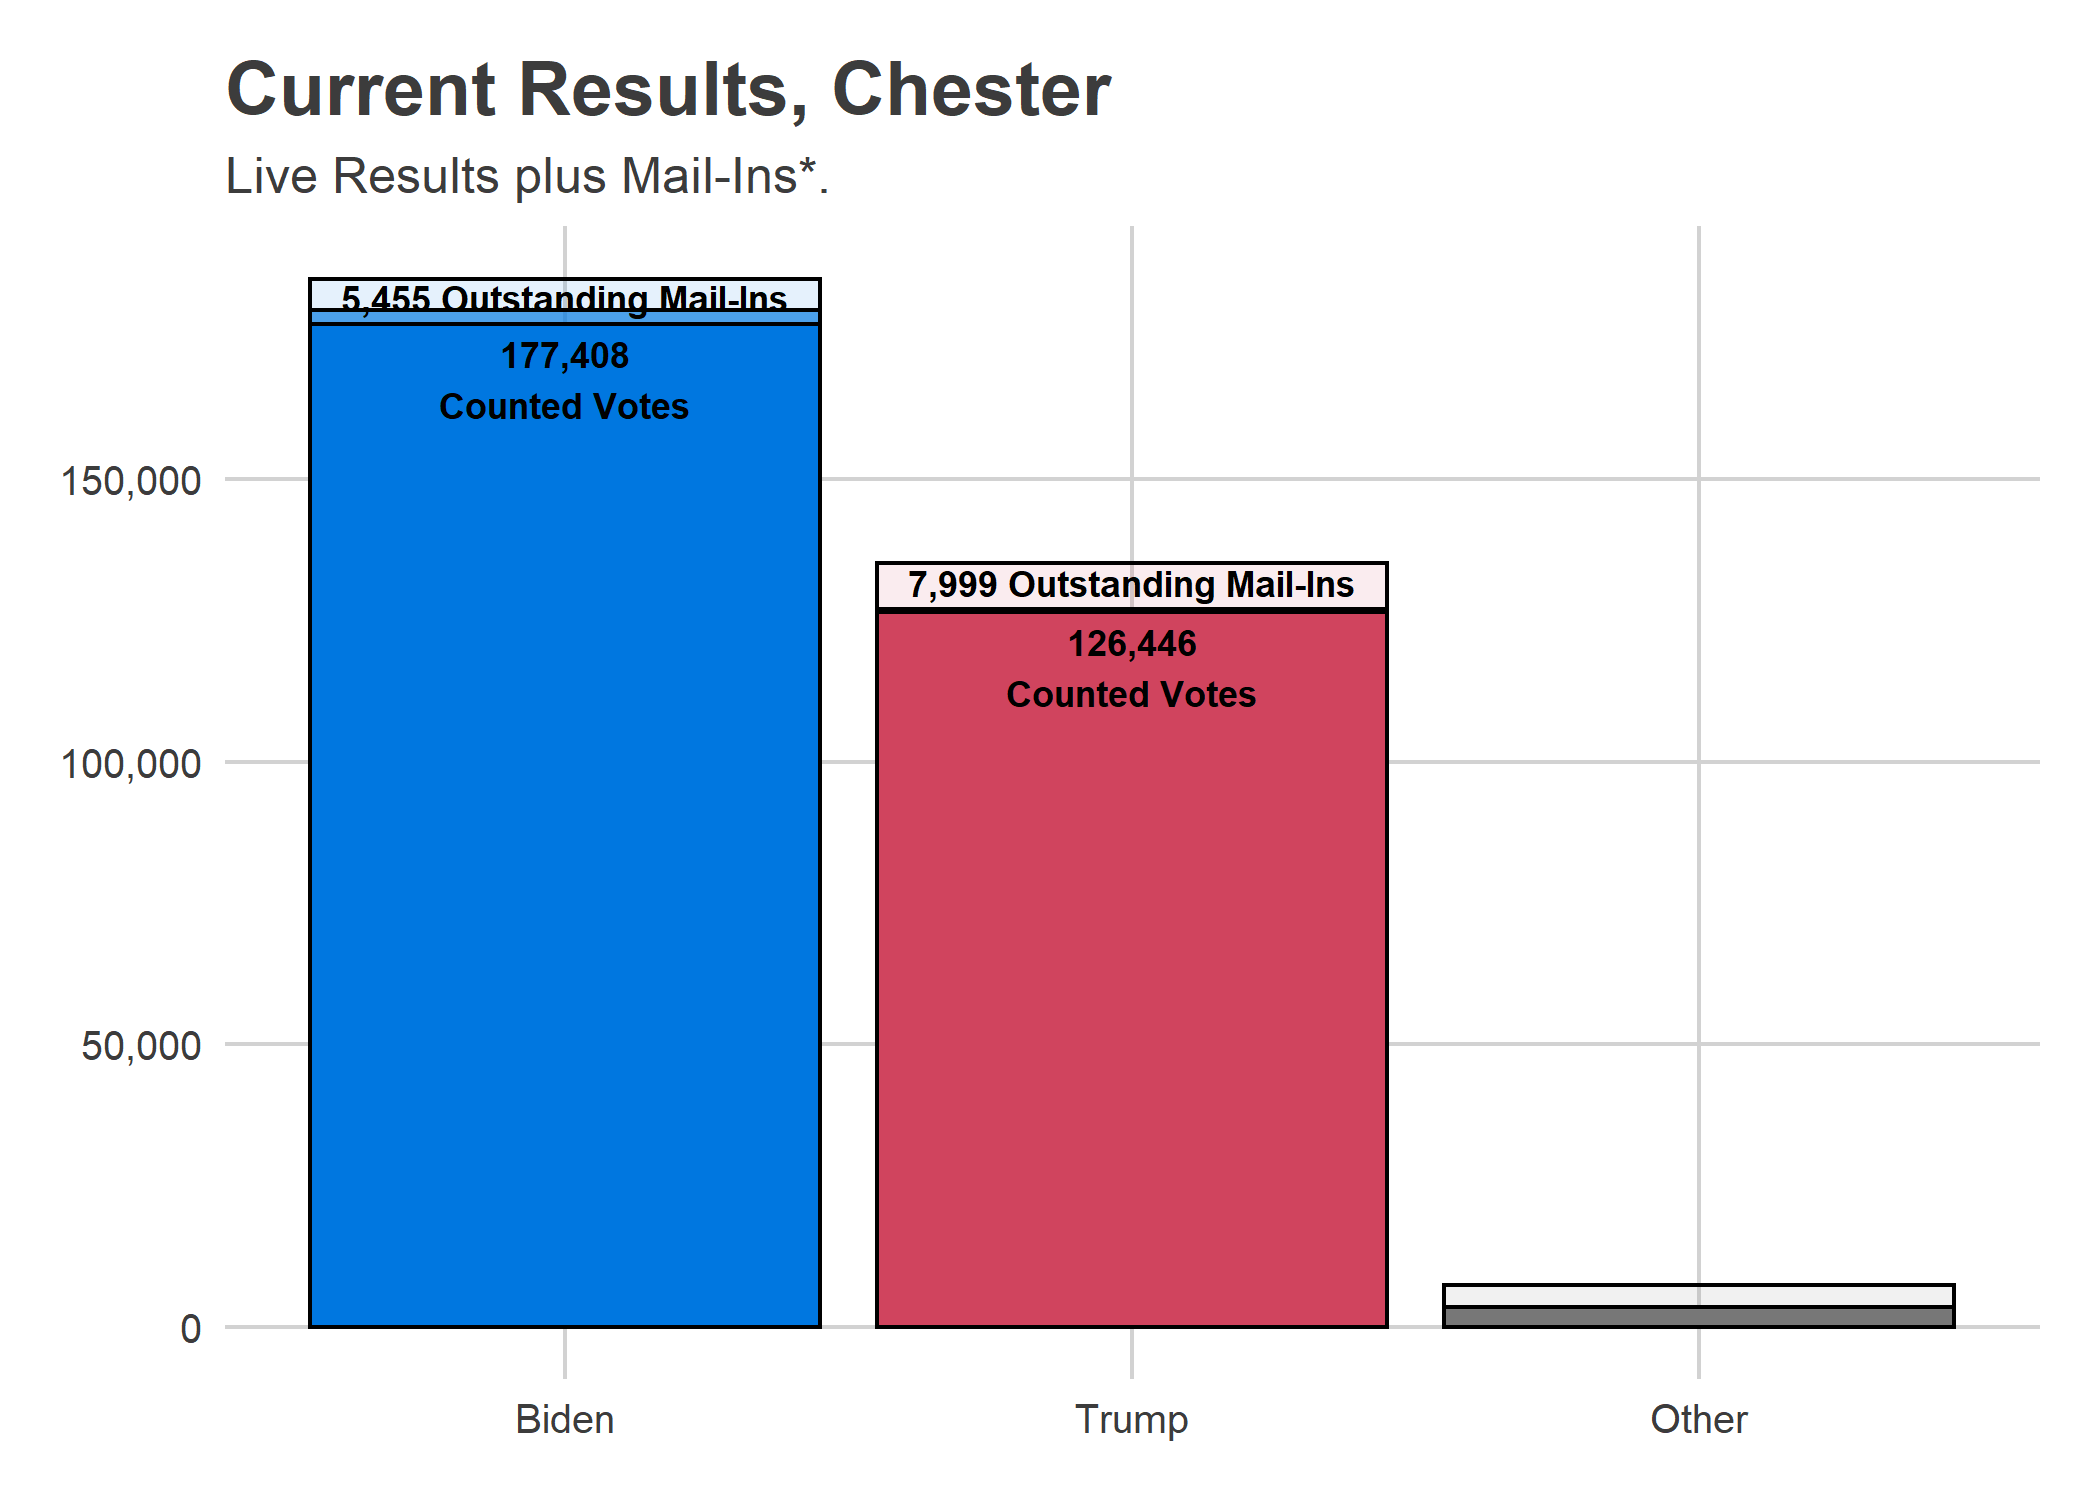 Current Results, Chester
Live Results plus Mail-Ins*.
5,455 Outstanding Mail-Ins
177,408
Counted Votes
150,000
7,999 Outstanding Mail-Ins
126,446
Counted Votes
100,000
50,000
0
Biden
Trump
Other